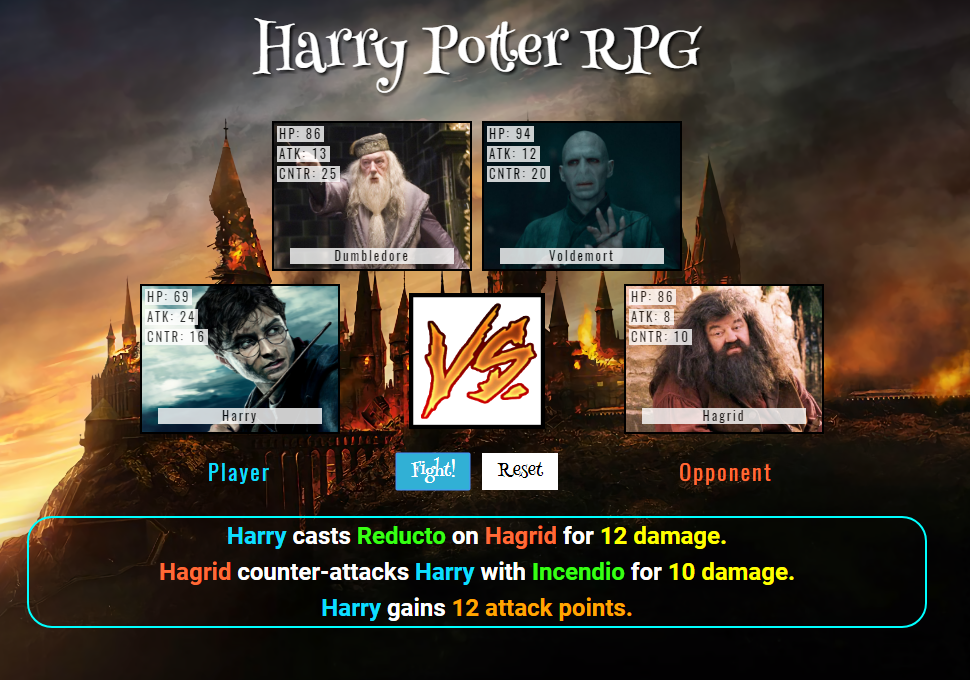 Harry Potter RPG
HP: 86
ATK: 13
CNTR: 25
Dumbledore
HP: 94
ATK: 12
CNTR: 20
Voldemort
HP: 69
ATK: 24
CNTR: 16
Harry
VS
HP: 86
ATK: 8
CNTR: 10
Hagrid
Player
Fight!
Reset
Opponent
Harry casts Reducto on Hagrid for 12 damage.
Hagrid counter-attacks Harry with Incendio for 10 damage.
Harry gains 12 attack points.